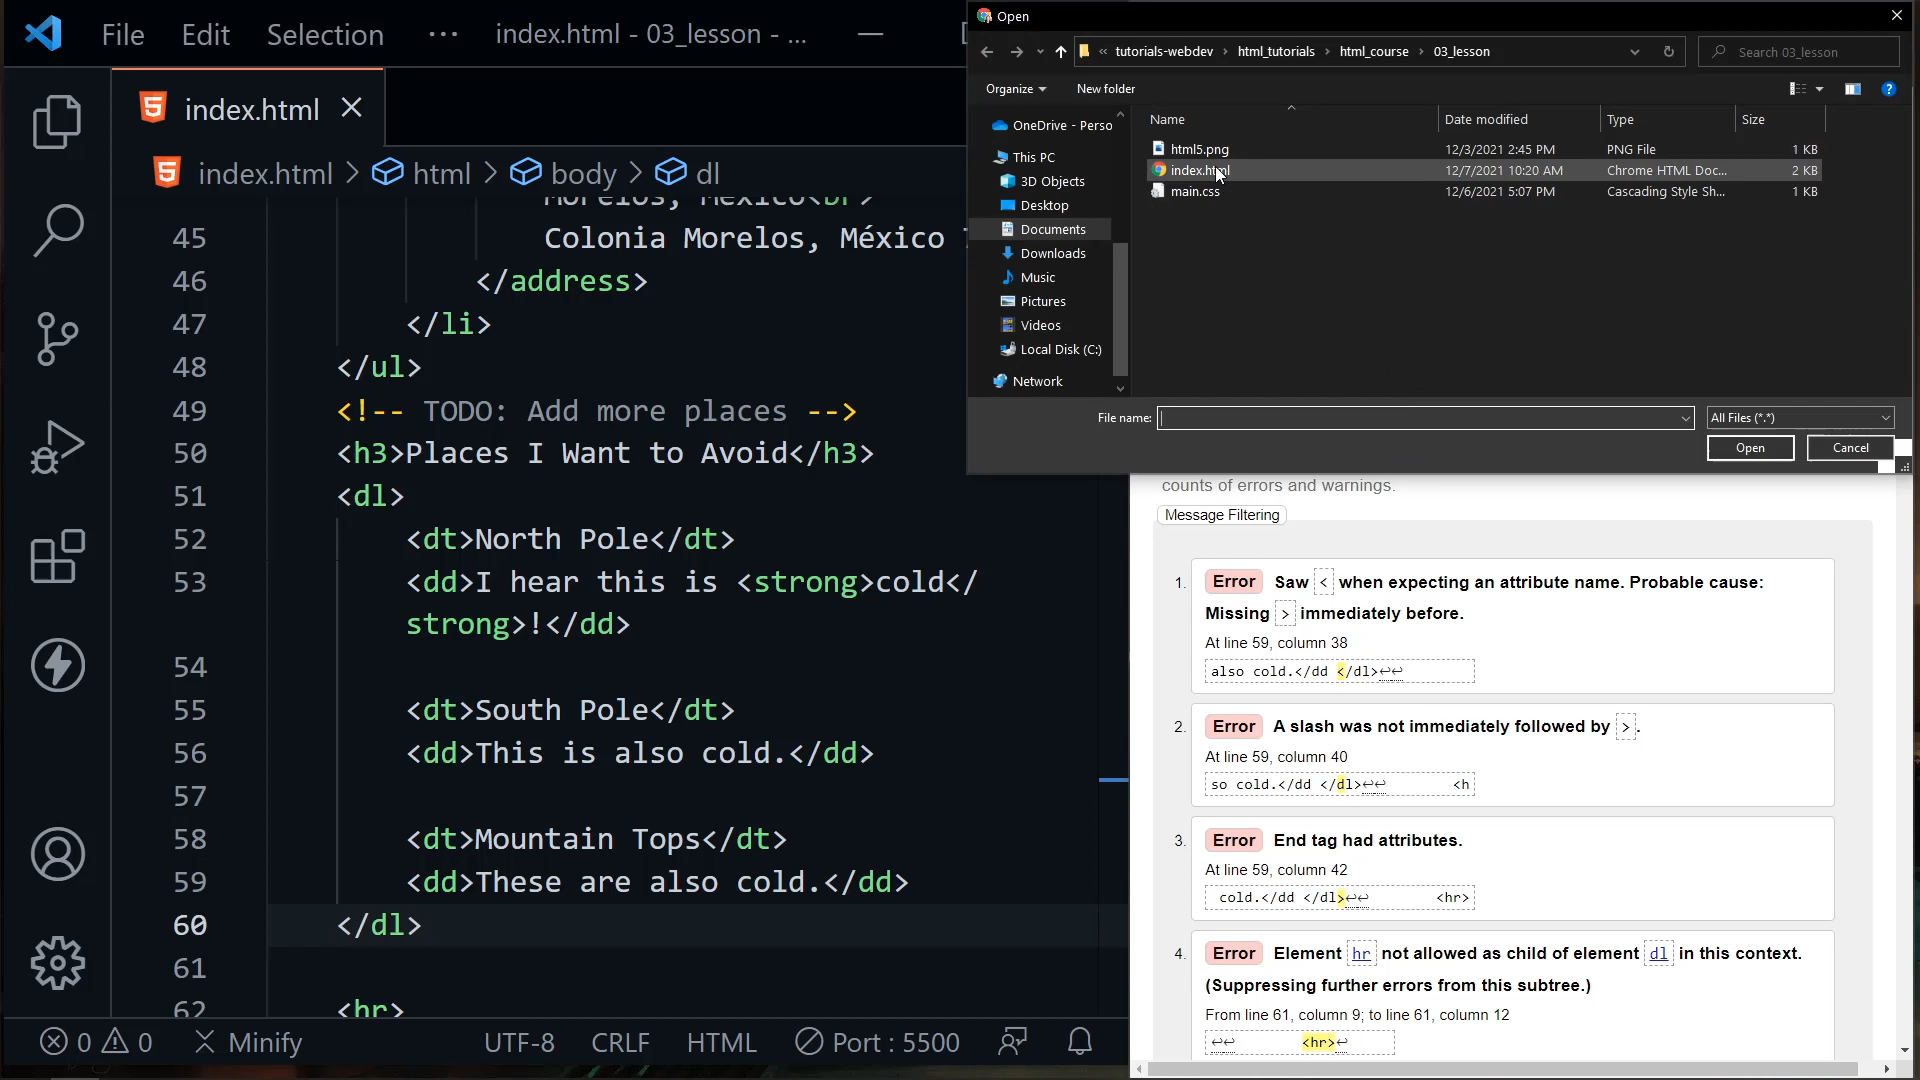 File Edit Selection ··· index.html - 03_lesson - ...
index.html
index.html > html > body > dl
Morelos, México<br>
45 Colonia Morelos, México
46 </address>
47 </li>
48 </ul>
49 <!-- TODO: Add more places -->
50 <h3>Places I Want to Avoid</h3>
51 <dl>
52 <dt>North Pole</dt>
53 <dd>I hear this is <strong>cold</
strong>!</dd>
54
55 <dt>South Pole</dt>
56 <dd>This is also cold.</dd>
57
58 <dt>Mountain Tops</dt>
59 <dd>These are also cold.</dd>
60 </dl>
61
62 <hr>
0 0 Minify UTF-8 CRLF HTML Port : 5500
Open
« tutorials-webdev › html_tutorials › html_course › 03_lesson Search 03_lesson
Organize New folder
Name Date modified Type Size
html5.png 12/3/2021 2:45 PM PNG File 1 KB
index.html 12/7/2021 10:20 AM Chrome HTML Doc... 2 KB
main.css 12/6/2021 5:07 PM Cascading Style Sh... 1 KB
OneDrive - Perso
This PC
3D Objects
Desktop
Documents
Downloads
Music
Pictures
Videos
Local Disk (C:)
Network
File name: All Files (*.*)
Open Cancel
counts of errors and warnings.
Message Filtering
1. Error Saw < when expecting an attribute name. Probable cause:
Missing > immediately before.
At line 59, column 38
also cold.</dd </dl>↩↩
2. Error A slash was not immediately followed by >.
At line 59, column 40
so cold.</dd </dl>↩↩ <h
3. Error End tag had attributes.
At line 59, column 42
cold.</dd </dl>↩↩ <hr>
4. Error Element hr not allowed as child of element dl in this context.
(Suppressing further errors from this subtree.)
From line 61, column 9; to line 61, column 12
↩↩ <hr>↩